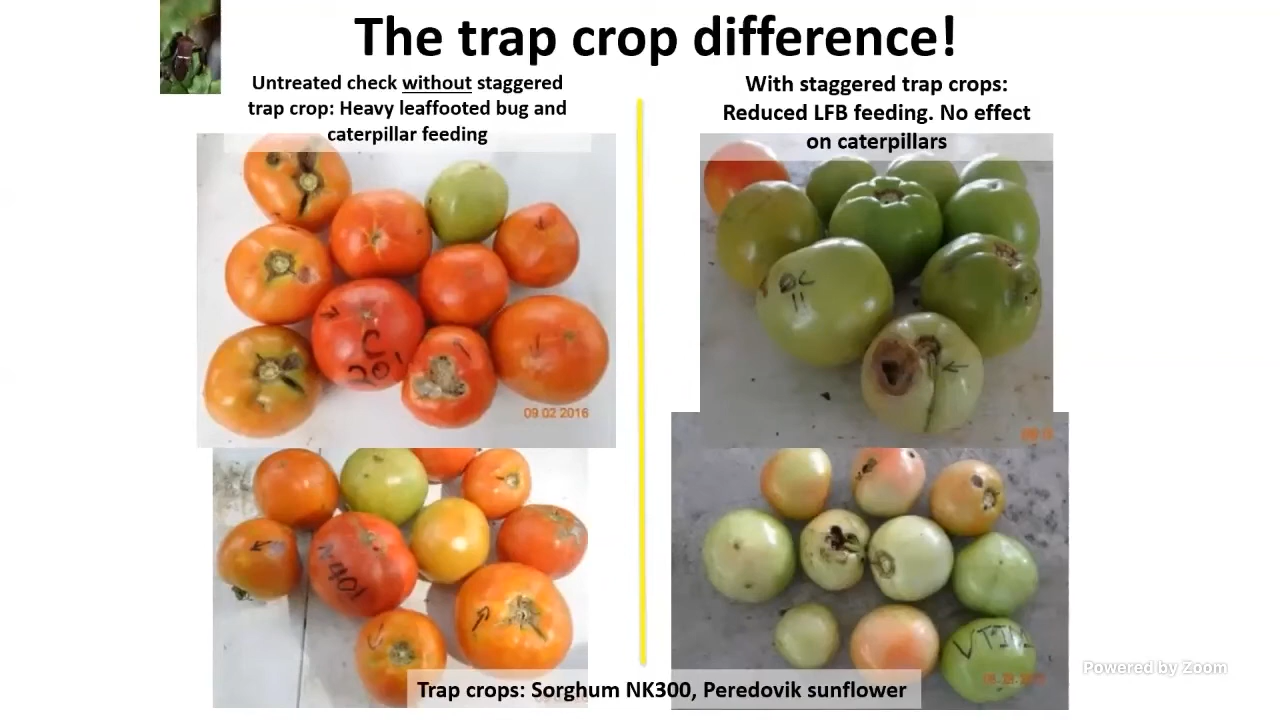 The trap crop difference!
Untreated check without staggered
trap crop: Heavy leaffooted bug and
caterpillar feeding
With staggered trap crops:
Reduced LFB feeding. No effect
on caterpillars
09 02 2016
Trap crops: Sorghum NK300, Peredovik sunflower
Powered by Zoom